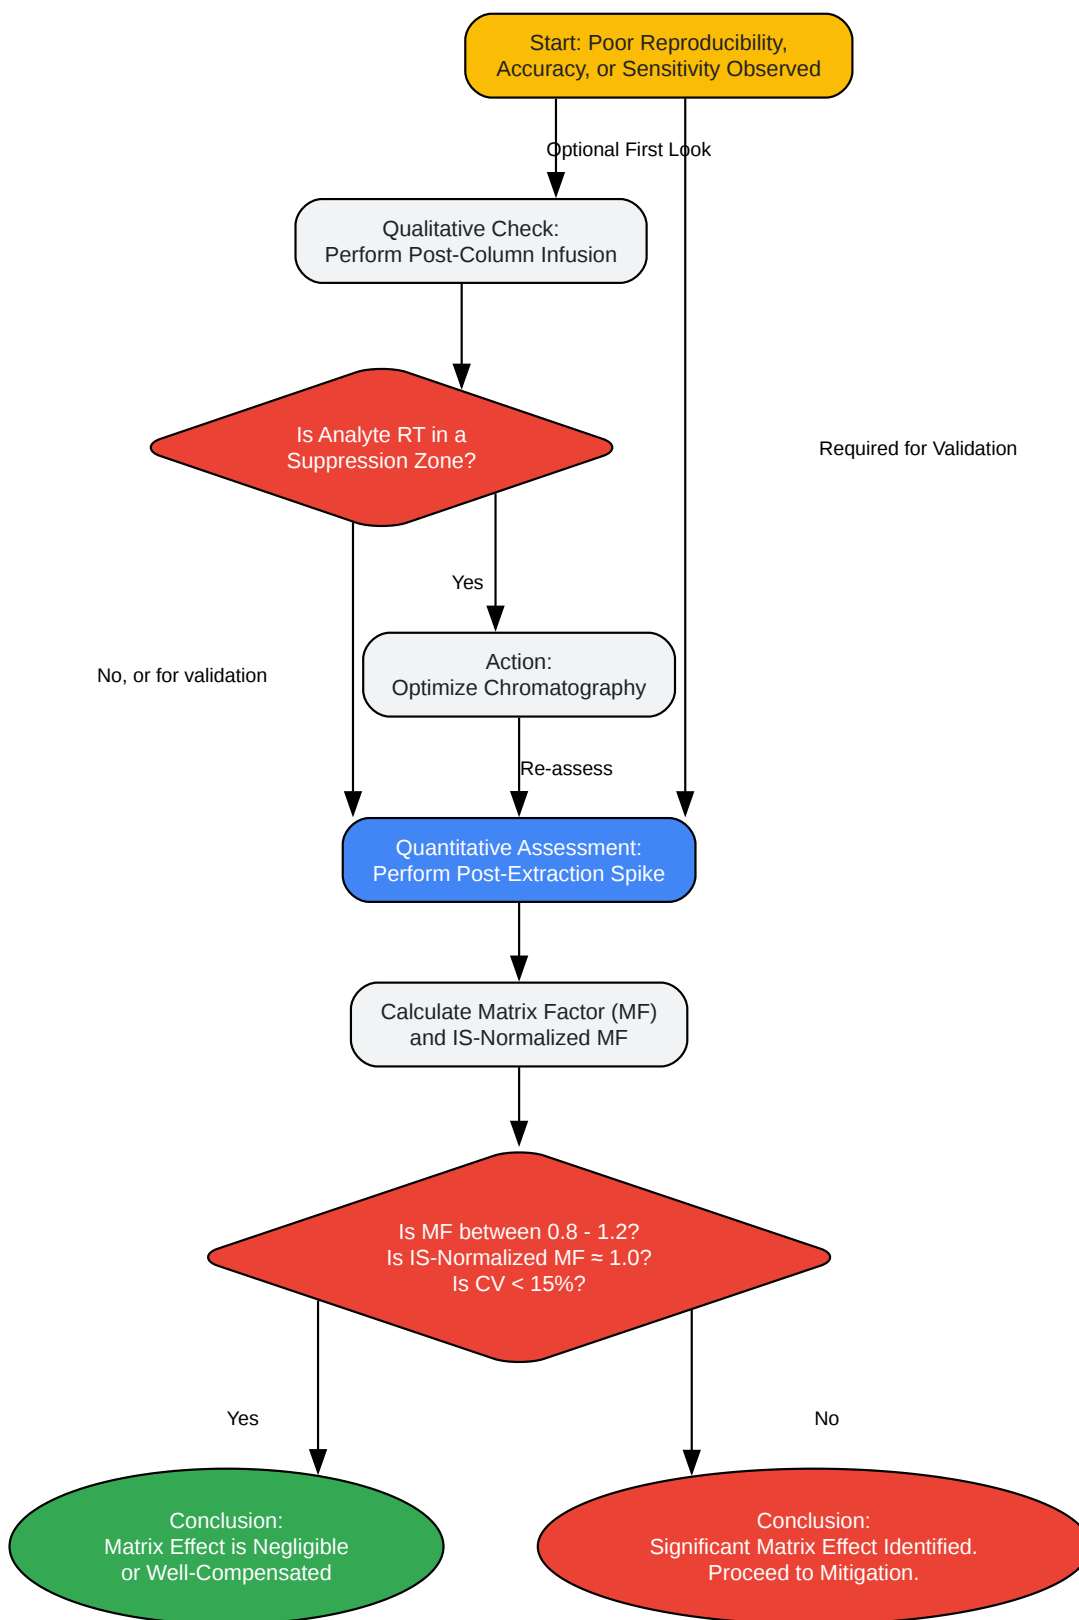 Start: Poor Reproducibility,
Accuracy, or Sensitivity Observed
Optional First Look
Qualitative Check:
Perform Post-Column Infusion
Is Analyte RT in a
Suppression Zone?
Required for Validation
Yes
Action:
Optimize Chromatography
No, or for validation
Re-assess
Quantitative Assessment:
Perform Post-Extraction Spike
Calculate Matrix Factor (MF)
and IS-Normalized MF
Is MF between 0.8 - 1.2?
Is IS-Normalized MF ≈ 1.0?
Is CV < 15%?
Yes
No
Conclusion:
Matrix Effect is Negligible
or Well-Compensated
Conclusion:
Significant Matrix Effect Identified.
Proceed to Mitigation.